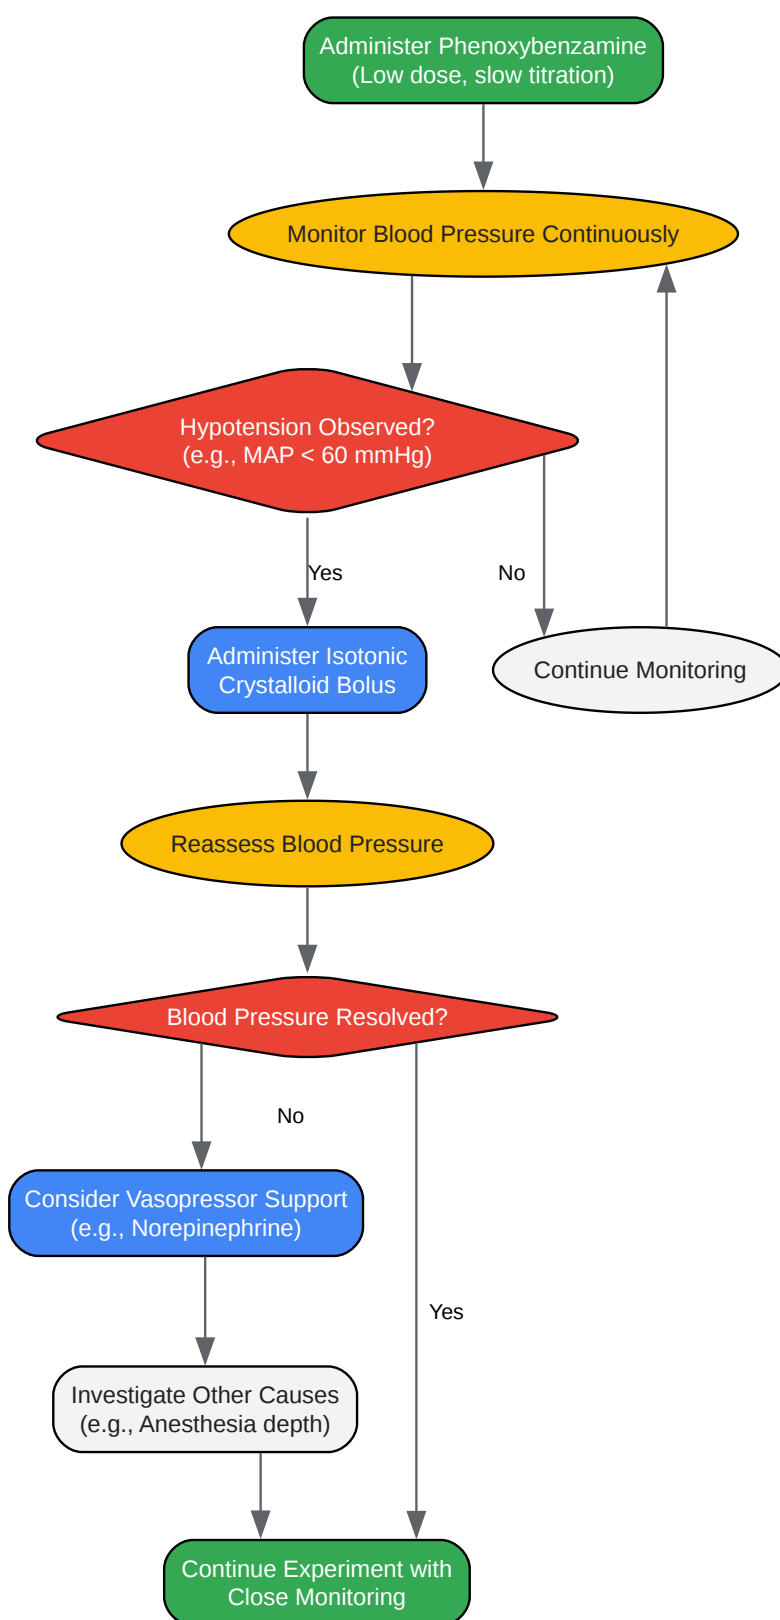 Administer Phenoxybenzamine
(Low dose, slow titration)
Monitor Blood Pressure Continuously
Hypotension Observed?
(e.g., MAP < 60 mmHg)
Yes
No
Administer Isotonic
Crystalloid Bolus
Continue Monitoring
Reassess Blood Pressure
Blood Pressure Resolved?
No
Consider Vasopressor Support
(e.g., Norepinephrine)
Yes
Investigate Other Causes
(e.g., Anesthesia depth)
Continue Experiment with
Close Monitoring